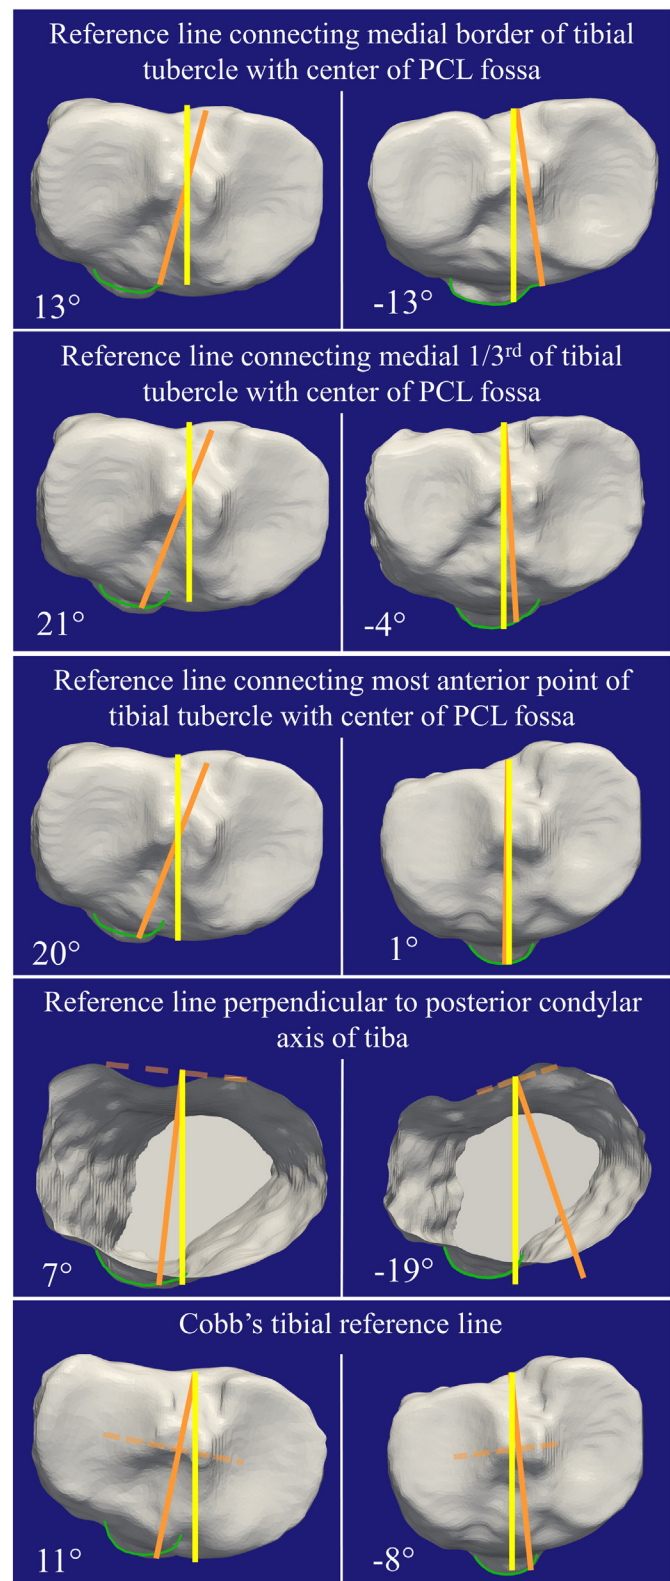 Reference line connecting medial border of tibial
tubercle with center of PCL fossa
13°
-13°
Reference line connecting medial 1/3rd of tibial
tubercle with center of PCL fossa
21°
-4°
Reference line connecting most anterior point of
tibial tubercle with center of PCL fossa
20°
1°
Reference line perpendicular to posterior condylar
axis of tiba
7°
-19°
Cobb's tibial reference line
11°
-8°